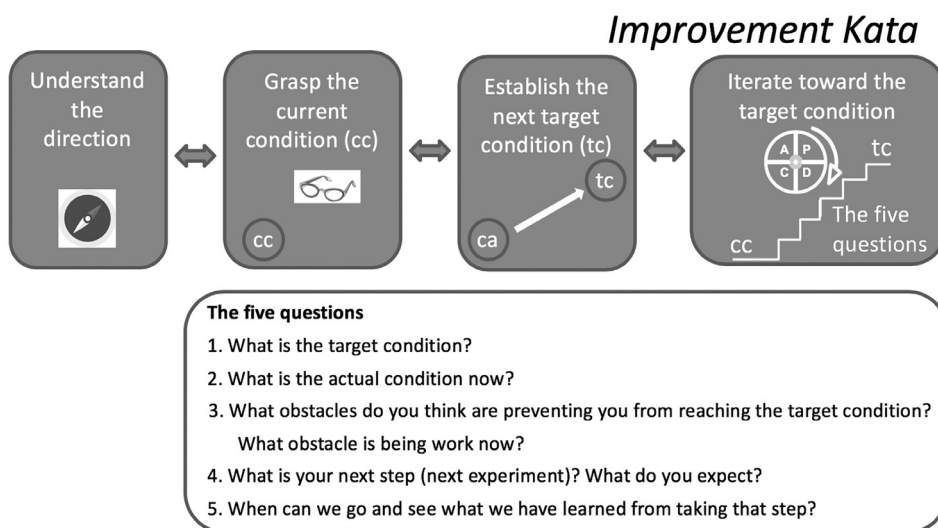 Improvement Kata
Understand
the
direction
Grasp the
current
condition (cc)
cc
Establish the
next target
condition (tc)
tc
ca
Iterate toward the
target condition
A P
C D
tc
The five
questions
cc
The five questions
1. What is the target condition?
2. What is the actual condition now?
3. What obstacles do you think are preventing you from reaching the target condition?
What obstacle is being work now?
4. What is your next step (next experiment)? What do you expect?
5. When can we go and see what we have learned from taking that step?